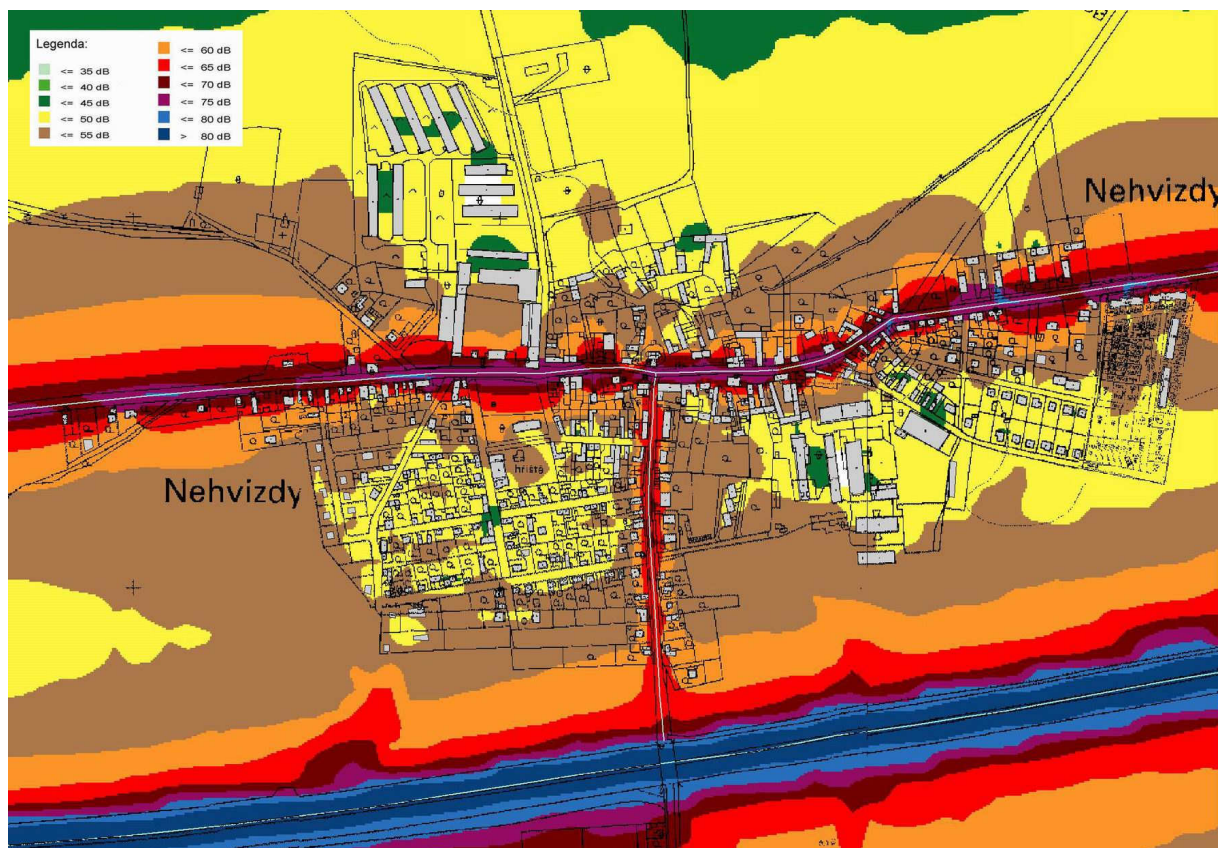 Legenda:
<= 35 dB
<= 40 dB
<= 45 dB
<= 50 dB
<= 55 dB
<= 60 dB
<= 65 dB
<= 70 dB
<= 75 dB
<= 80 dB
> 80 dB
Nehvizdy
Nehvizdy
hřiště